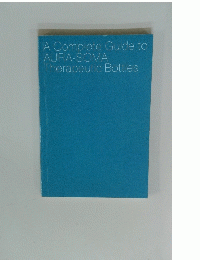 A Complete Guide to
AURA-SOMA
Therapeutic Bottles